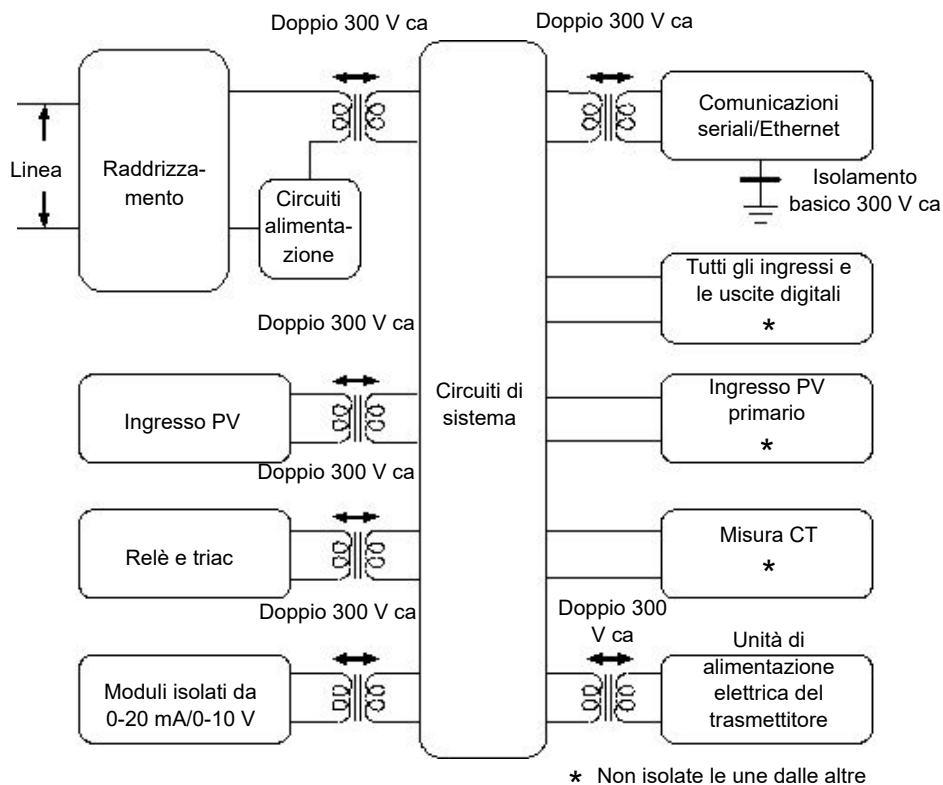 Doppio 300 V ca
Doppio 300 V ca
Linea
Raddrizza-
mento
Circuiti
alimenta-
zione
Comunicazioni
seriali/Ethernet
Isolamento
basico 300 V ca
Tutti gli ingressi e
le uscite digitali
*
Doppio 300 V ca
Ingresso PV
Circuiti di
sistema
Ingresso PV
primario
*
Doppio 300 V ca
Relè e triac
Misura CT
*
Doppio 300 V ca
Doppio 300
V ca
Moduli isolati da
0-20 mA/0-10 V
Unità di
alimentazione
elettrica del
trasmettitore
* Non isolate le une dalle altre